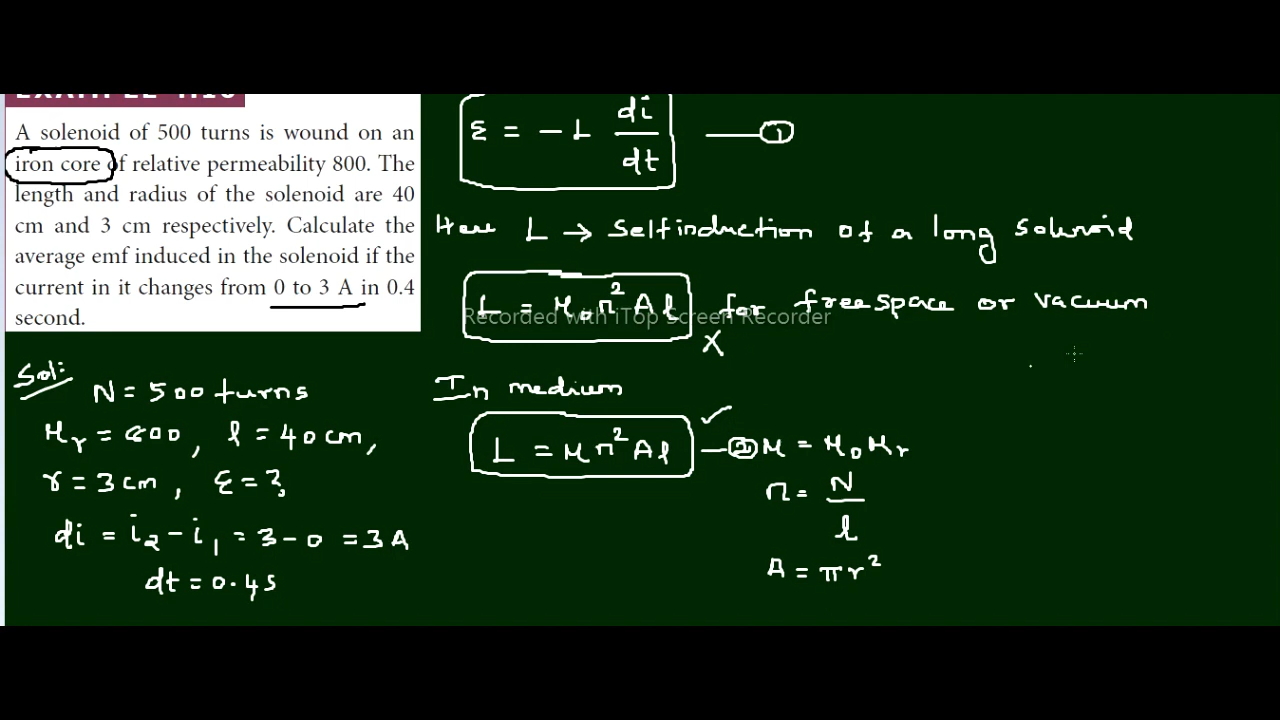 EXAMPLE 4.10
A solenoid of 500 turns is wound on an
iron core of relative permeability 800. The
length and radius of the solenoid are 40
cm and 3 cm respectively. Calculate the
average emf induced in the solenoid if the
current in it changes from 0 to 3 A in 0.4
second.
Sol:
N = 500 turns
μr = 800 , l = 40 cm,
r = 3 cm , ε = ?
di = i₂ - i₁ = 3 - 0 = 3 A
dt = 0.4 s
ε = - L di/dt —— ①
Here L → Self induction of a long solenoid
L = μ₀n²Al for freespace or vacuum
Recorded with iTop Screen Recorder
X
In medium
L = μn²Al ✓ — ② μ = μ₀μr
n = N/l
A = πr²